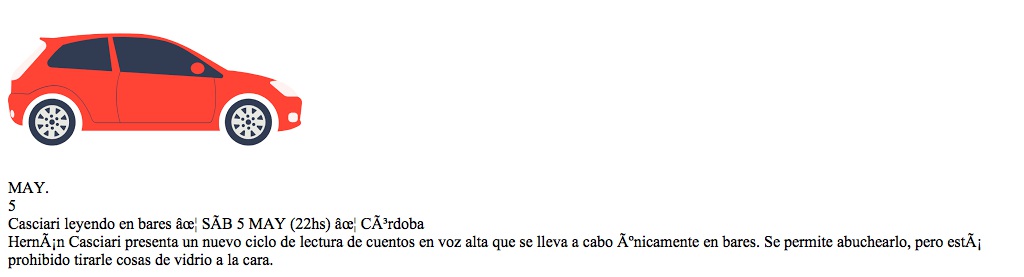 MAY.
5
Casciari leyendo en bares âœ¦ SÃB 5 MAY (22hs) âœ¦ CÃ³rdoba
HernÃ¡n Casciari presenta un nuevo ciclo de lectura de cuentos en voz alta que se lleva a cabo Ãºnicamente en bares. Se permite abuchearlo, pero estÃ¡
prohibido tirarle cosas de vidrio a la cara.